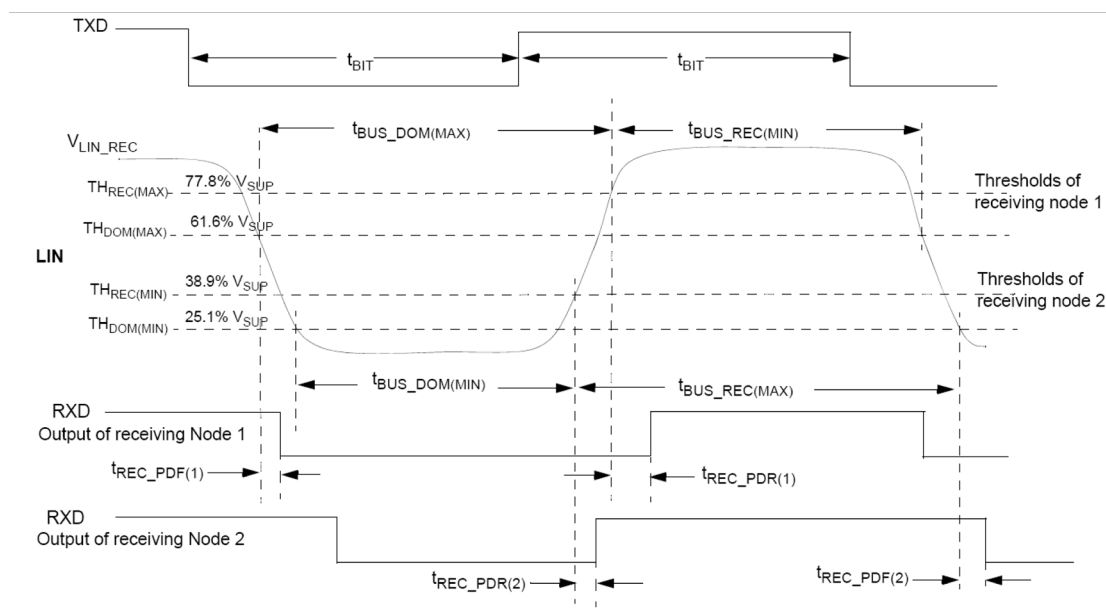 TXD
tBIT
tBIT
tBUS_DOM(MAX)
tBUS_REC(MIN)
VLIN_REC
THREC(MAX) 77.8% VSUP
Thresholds of
receiving node 1
THDOM(MAX) 61.6% VSUP
LIN
THREC(MIN) 38.9% VSUP
Thresholds of
receiving node 2
THDOM(MIN) 25.1% VSUP
tBUS_DOM(MIN)
tBUS_REC(MAX)
RXD
Output of receiving Node 1
tREC_PDF(1)
tREC_PDR(1)
RXD
Output of receiving Node 2
tREC_PDR(2)
tREC_PDF(2)